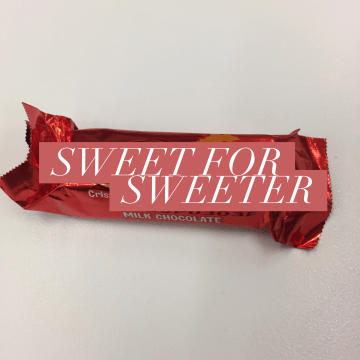 SWEET FOR
SWEETER
Cris
MILK CHOCOLATE